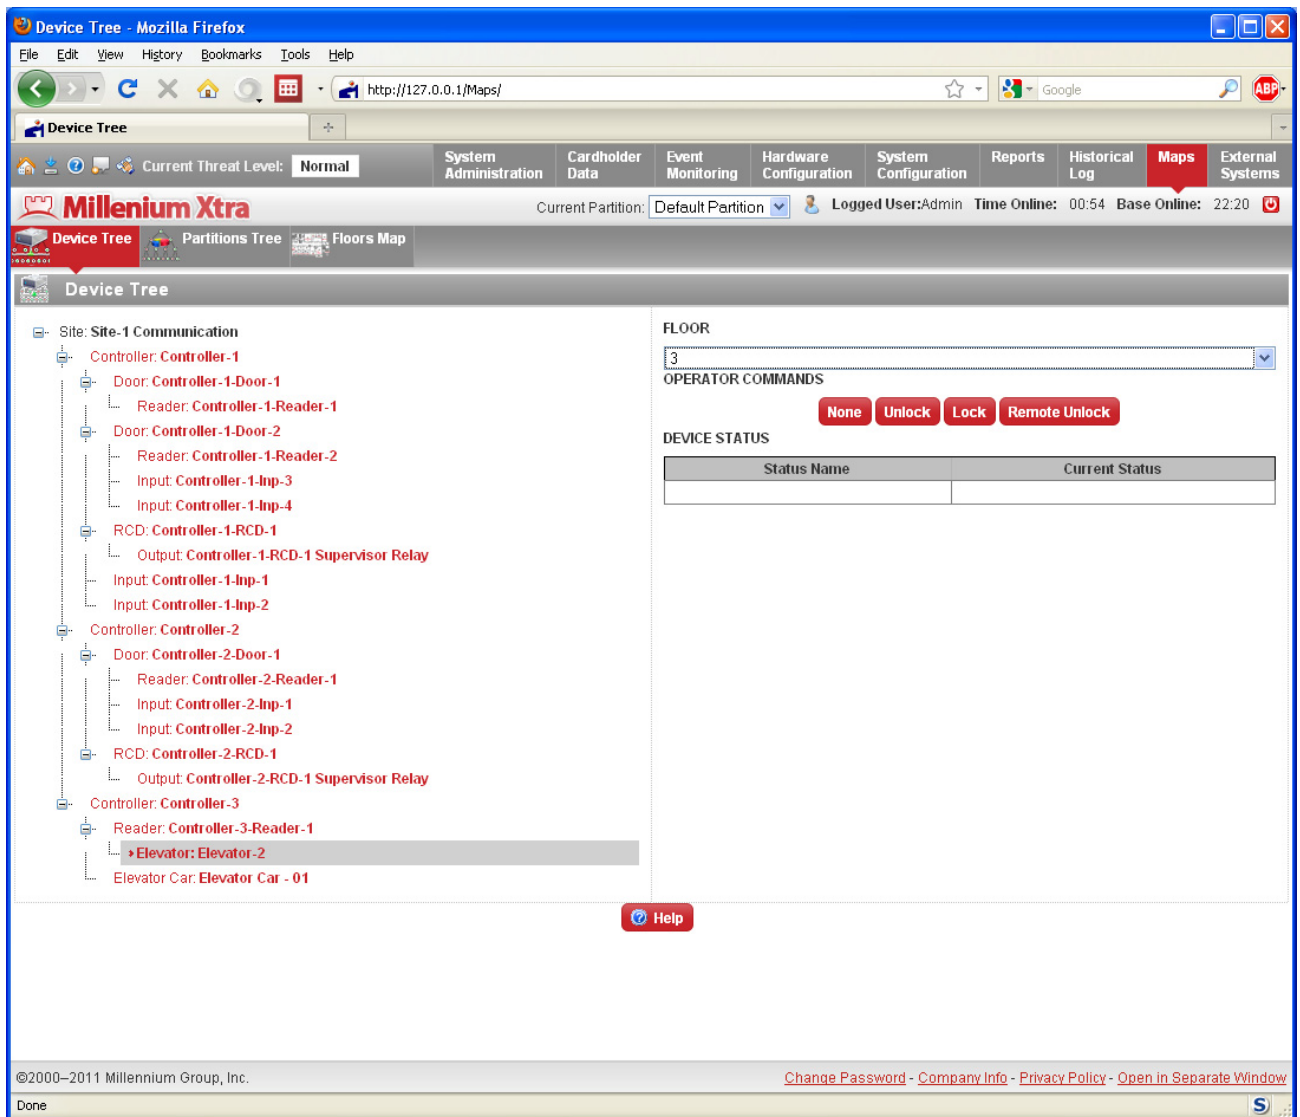 Device Tree - Mozilla Firefox
File Edit View History Bookmarks Tools Help
http://127.0.0.1/Maps/ Google ABP
Device Tree
Current Threat Level: Normal System Administration Cardholder Data Event Monitoring Hardware Configuration System Configuration Reports Historical Log Maps External Systems
Millenium Xtra Current Partition: Default Partition Logged User:Admin Time Online: 00:54 Base Online: 22:20
Device Tree Partitions Tree Floors Map
Device Tree
Site: Site-1 Communication
Controller: Controller-1
Door: Controller-1-Door-1
Reader: Controller-1-Reader-1
Door: Controller-1-Door-2
Reader: Controller-1-Reader-2
Input: Controller-1-Inp-3
Input: Controller-1-Inp-4
RCD: Controller-1-RCD-1
Output: Controller-1-RCD-1 Supervisor Relay
Input: Controller-1-Inp-1
Input: Controller-1-Inp-2
Controller: Controller-2
Door: Controller-2-Door-1
Reader: Controller-2-Reader-1
Input: Controller-2-Inp-1
Input: Controller-2-Inp-2
RCD: Controller-2-RCD-1
Output: Controller-2-RCD-1 Supervisor Relay
Controller: Controller-3
Reader: Controller-3-Reader-1
Elevator: Elevator-2
Elevator Car: Elevator Car - 01
FLOOR
3
OPERATOR COMMANDS
None Unlock Lock Remote Unlock
DEVICE STATUS
Status Name Current Status
Help
©2000–2011 Millennium Group, Inc. Change Password - Company Info - Privacy Policy - Open in Separate Window
Done S